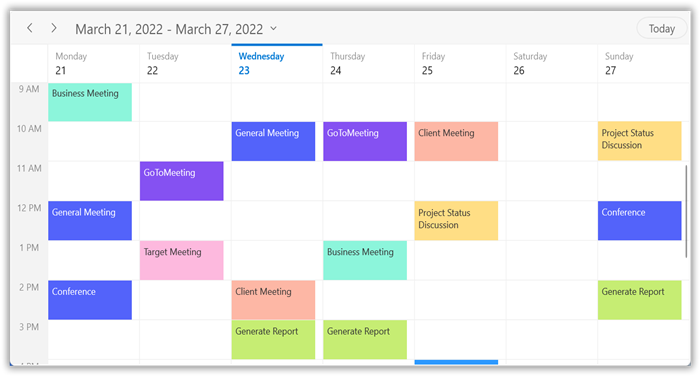 March 21, 2022 - March 27, 2022
Today
Monday
21
Tuesday
22
Wednesday
23
Thursday
24
Friday
25
Saturday
26
Sunday
27
9 AM
Business Meeting
10 AM
General Meeting
GoToMeeting
Client Meeting
Project Status
Discussion
11 AM
GoToMeeting
12 PM
General Meeting
Project Status
Discussion
Conference
1 PM
Target Meeting
Business Meeting
2 PM
Conference
Client Meeting
Generate Report
3 PM
Generate Report
Generate Report